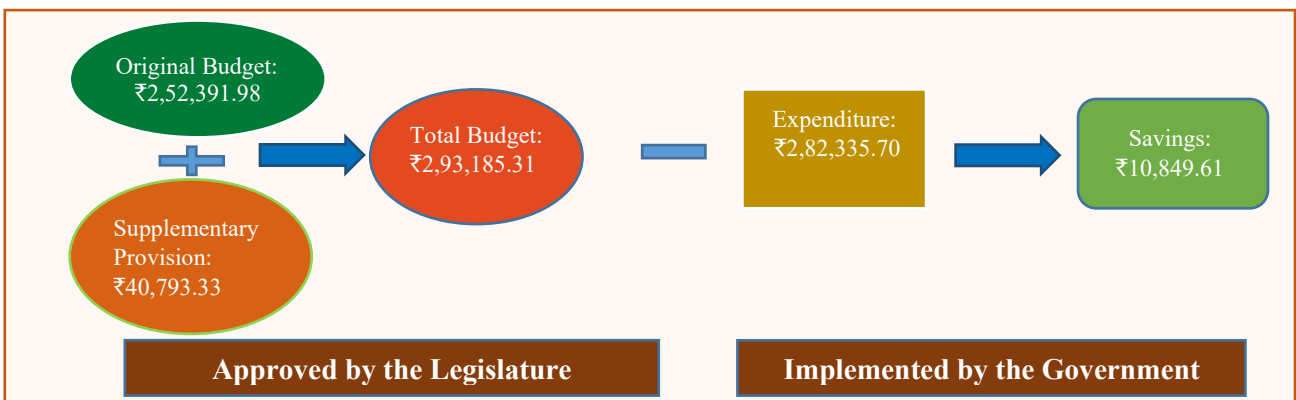 Original Budget:
₹2,52,391.98
Supplementary
Provision:
₹40,793.33
Total Budget:
₹2,93,185.31
Expenditure:
₹2,82,335.70
Savings:
₹10,849.61
Approved by the Legislature
Implemented by the Government